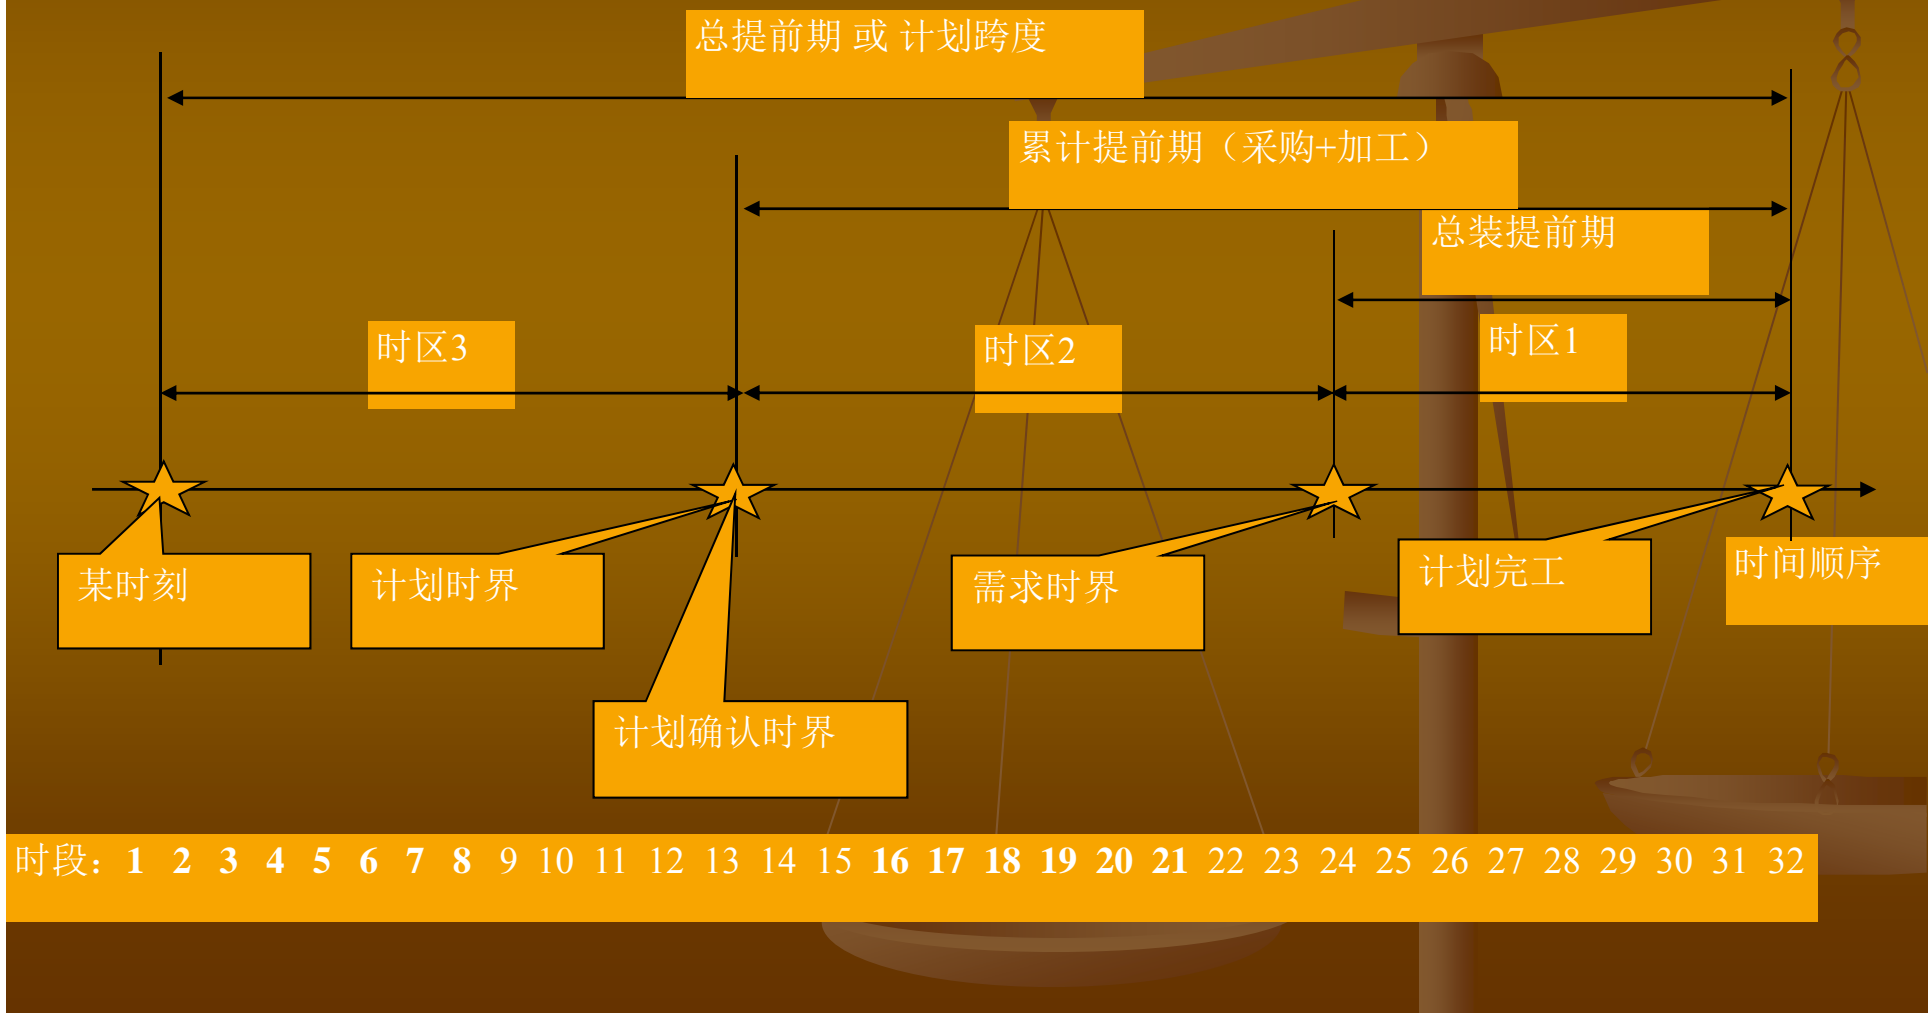 总提前期 或 计划跨度
累计提前期（采购+加工）
总装提前期
时区3
时区2
时区1
某时刻
计划时界
需求时界
计划完工
时间顺序
计划确认时界
时段：1 2 3 4 5 6 7 8 9 10 11 12 13 14 15 16 17 18 19 20 21 22 23 24 25 26 27 28 29 30 31 32